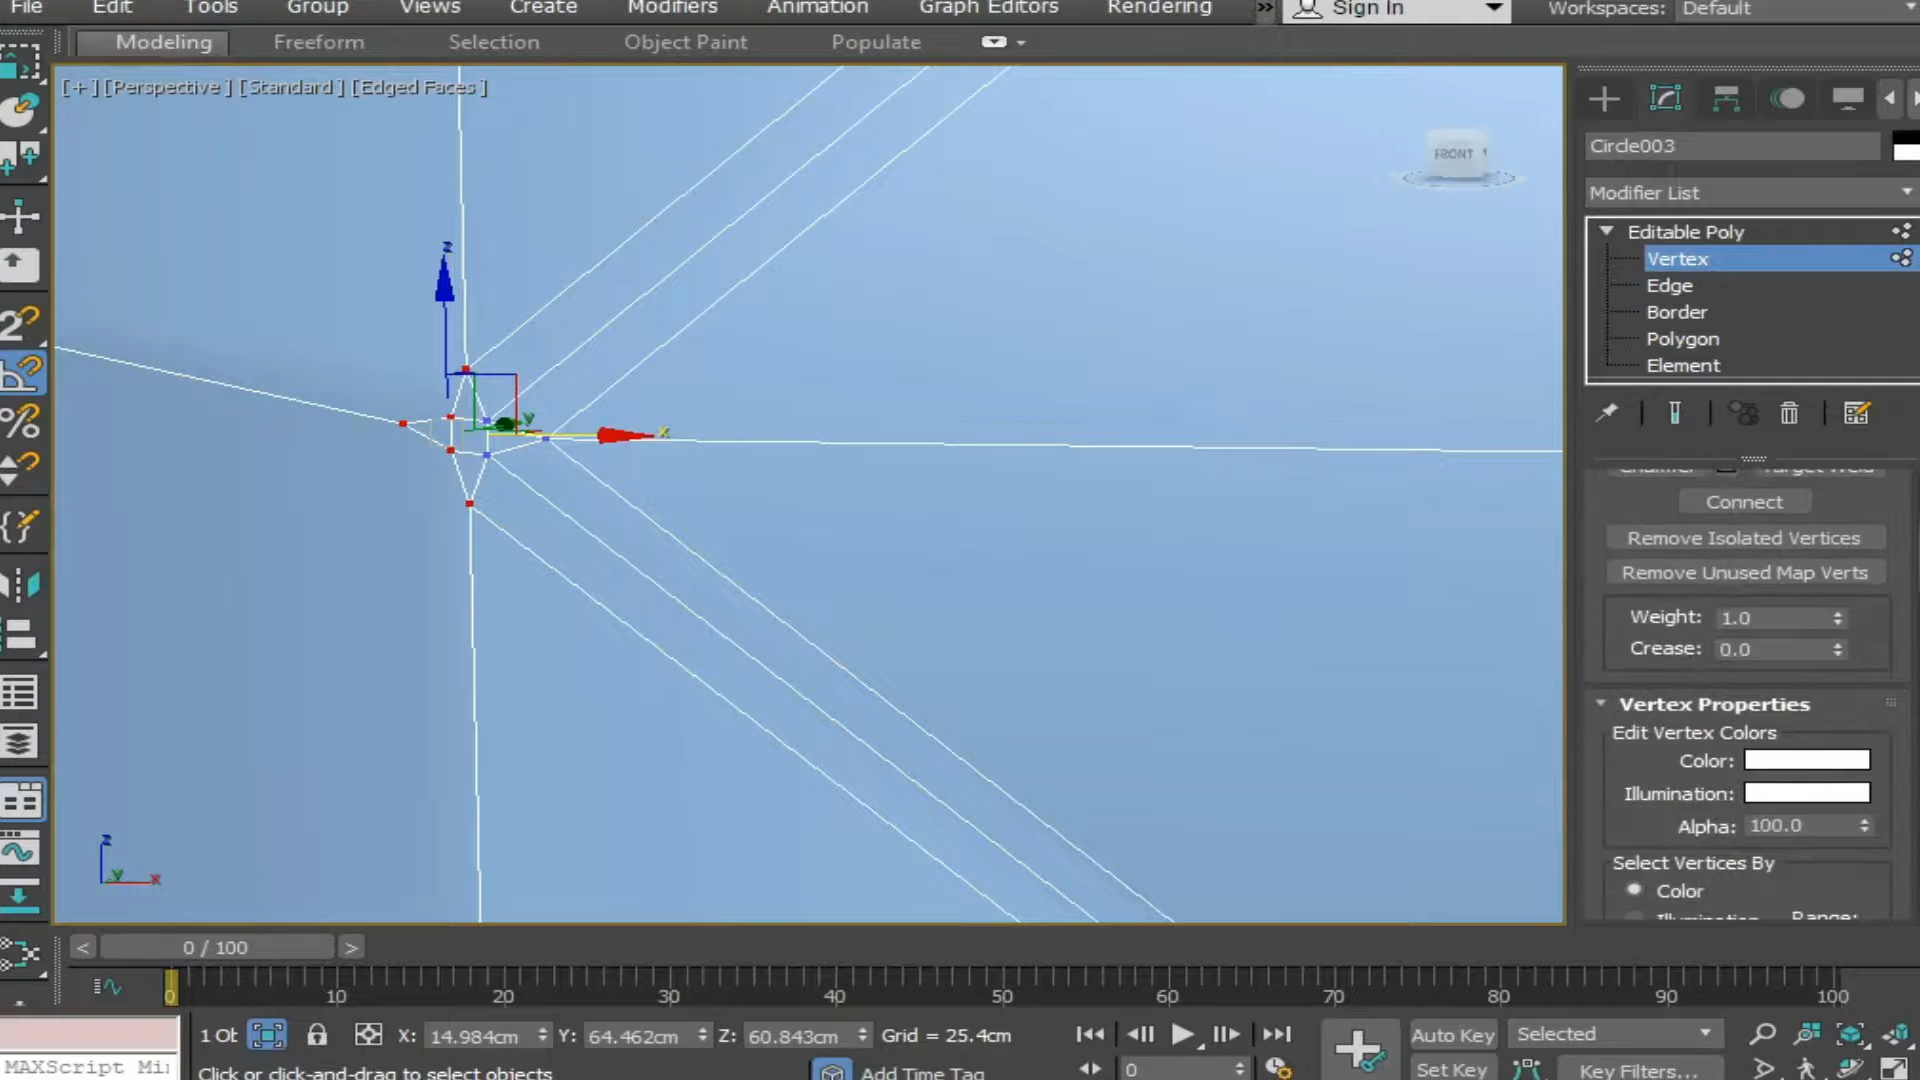 File Edit Tools Group Views Create Modifiers Animation Graph Editors Rendering >> Sign In Workspaces: Default
Modeling Freeform Selection Object Paint Populate
[+] [Perspective] [Standard] [Edged Faces]
FRONT
Circle003
Modifier List
Editable Poly
Vertex
Edge
Border
Polygon
Element
z
y
x
Connect
Remove Isolated Vertices
Remove Unused Map Verts
Weight: 1.0
Crease: 0.0
Vertex Properties
Edit Vertex Colors
Color:
Illumination:
Alpha: 100.0
Select Vertices By
Color
Illumination Range:
z
y
x
< 0 / 100 >
0 10 20 30 40 50 60 70 80 90 100
1 Ob X: 14.984cm Y: 64.462cm Z: 60.843cm Grid = 25.4cm Auto Key Selected
MAXScript Mi Click or click-and-drag to select objects Add Time Tag 0 Set Key Key Filters...